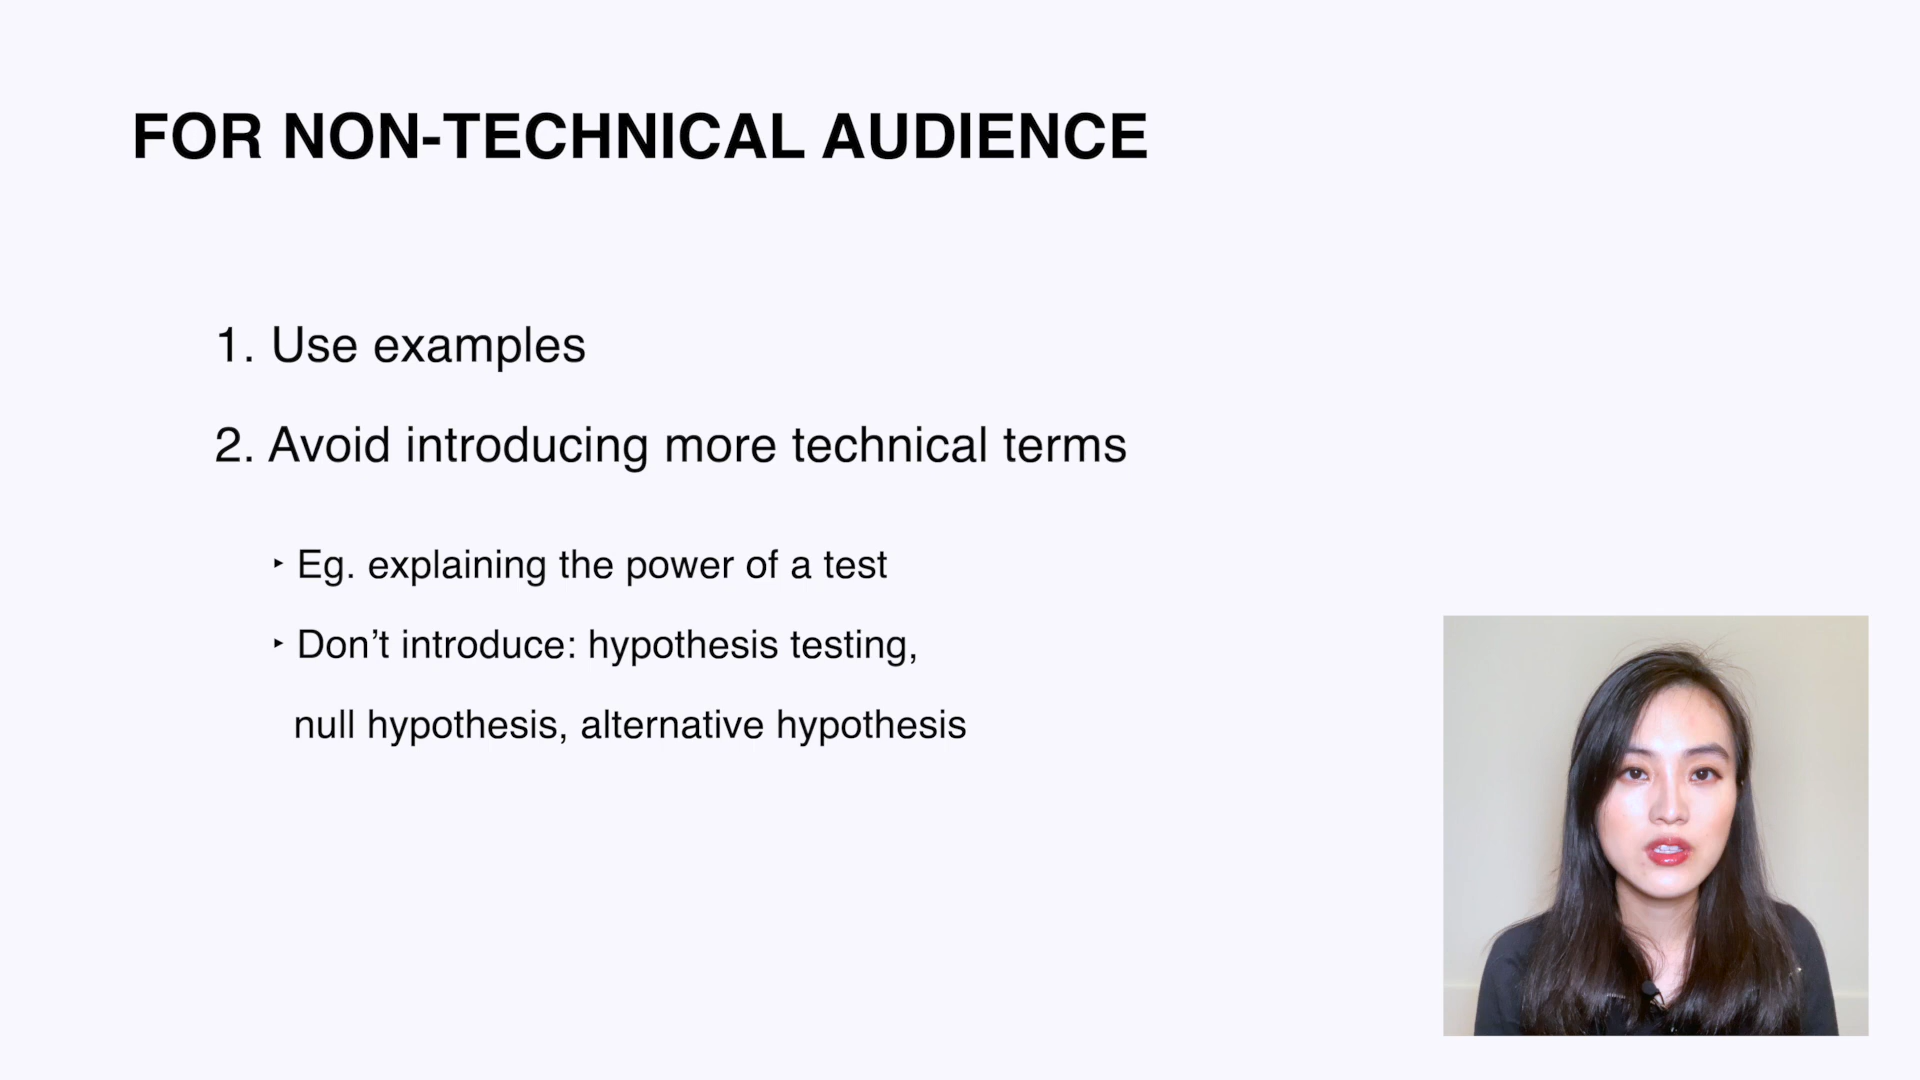 FOR NON-TECHNICAL AUDIENCE
1. Use examples
2. Avoid introducing more technical terms
‣ Eg. explaining the power of a test
‣ Don’t introduce: hypothesis testing,
null hypothesis, alternative hypothesis